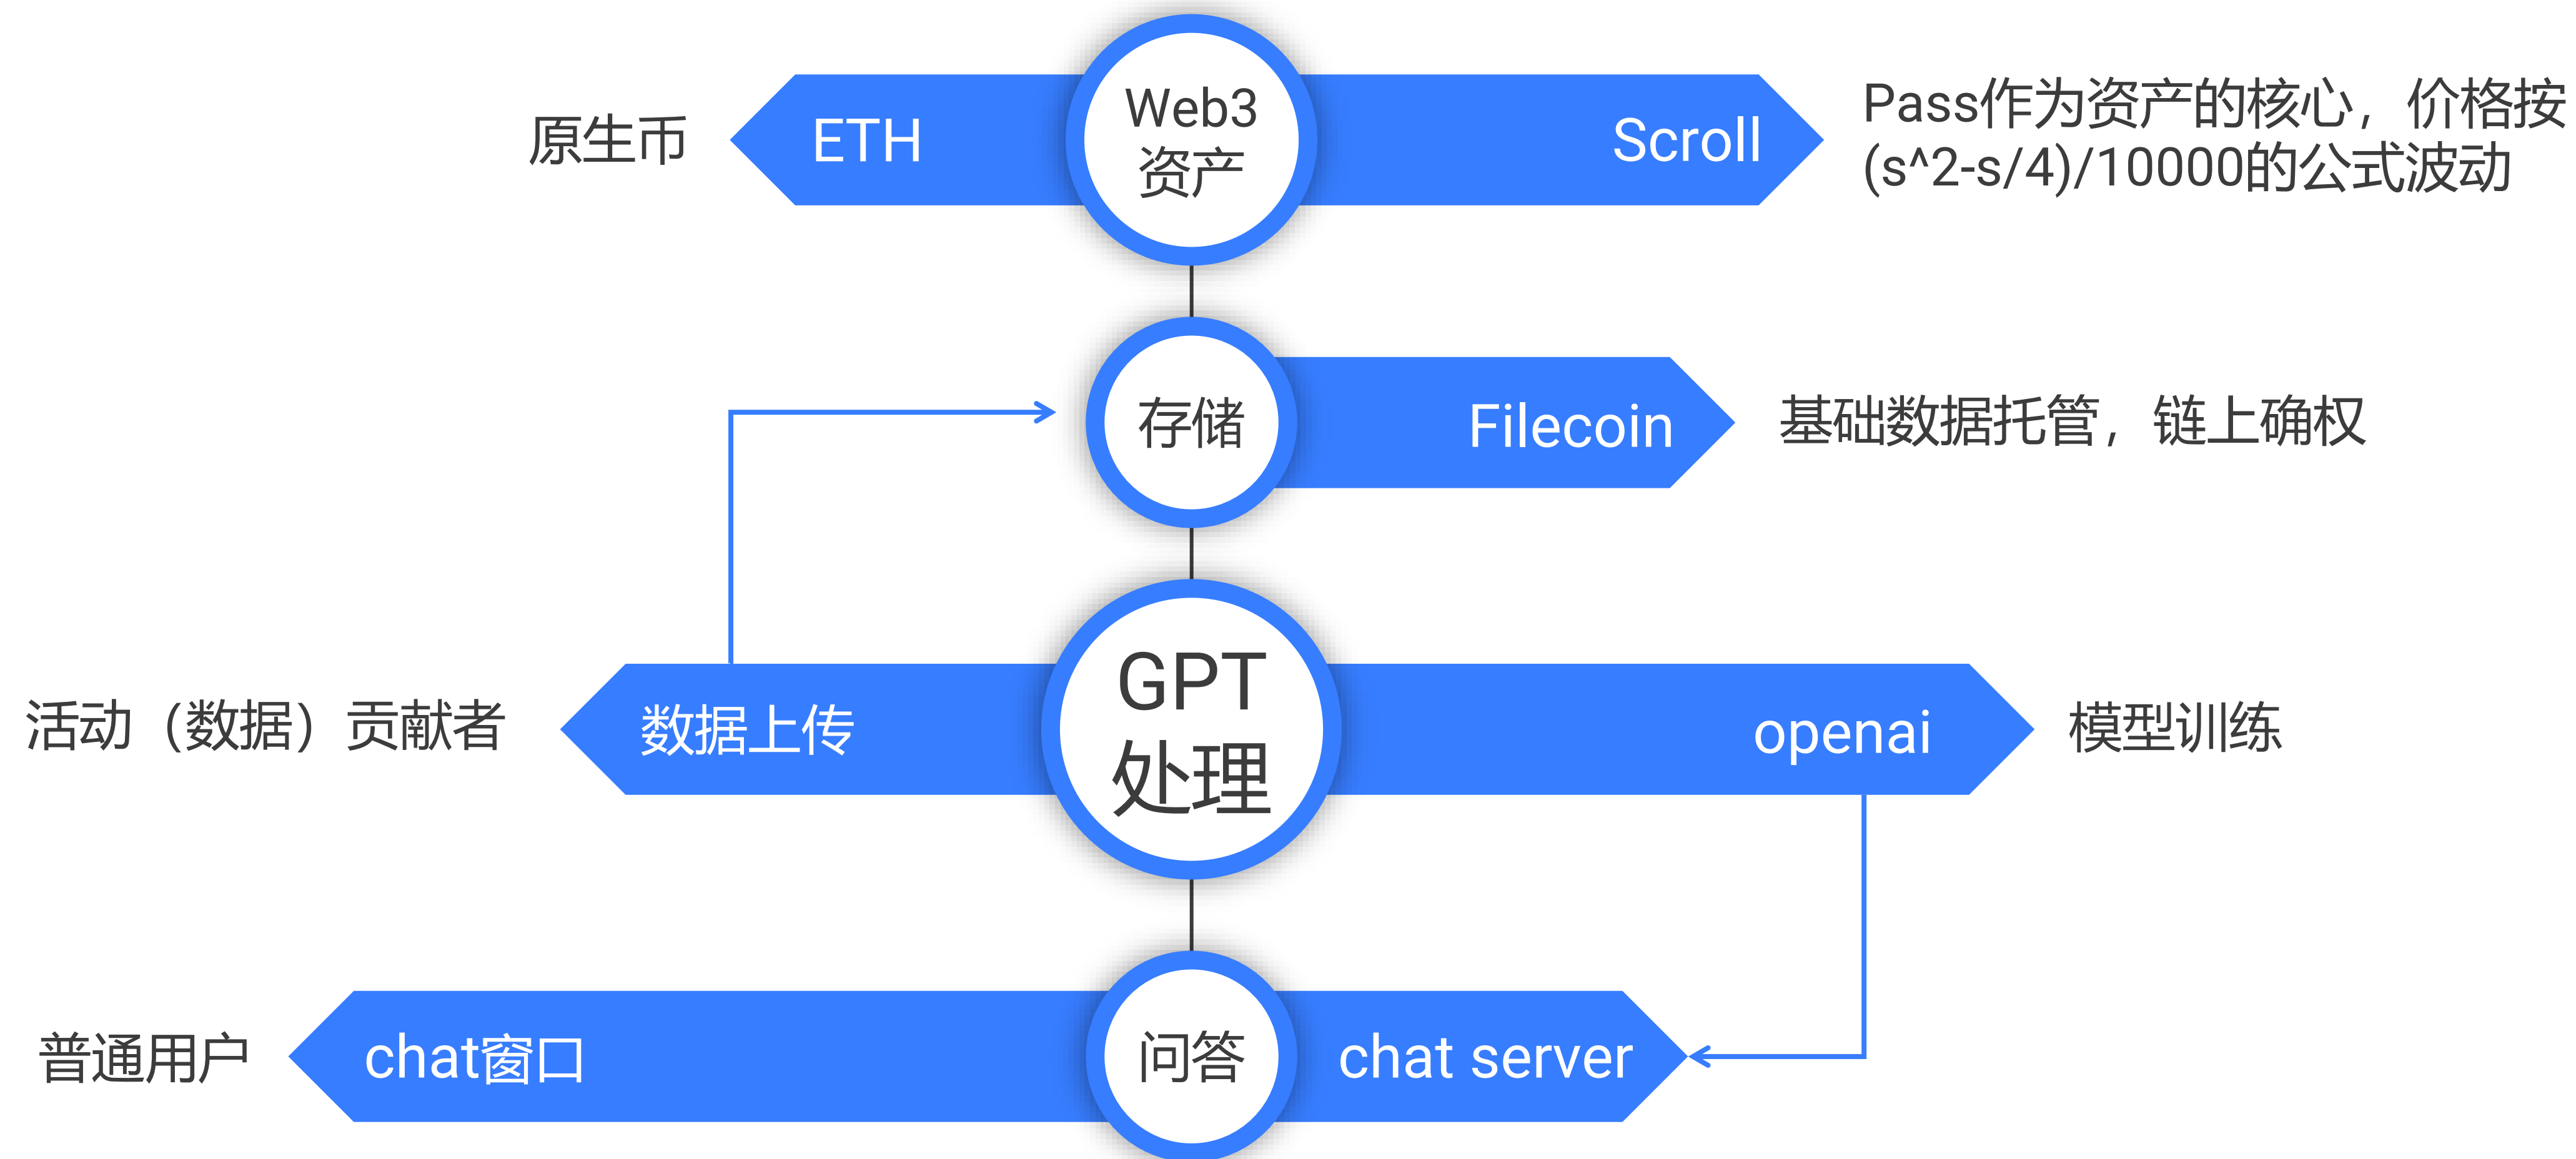 原生币
ETH
Web3
资产
Scroll
Pass作为资产的核心，价格按
(s^2-s/4)/10000的公式波动
存储
Filecoin
基础数据托管，链上确权
活动（数据）贡献者
数据上传
GPT
处理
openai
模型训练
普通用户
chat窗口
问答
chat server